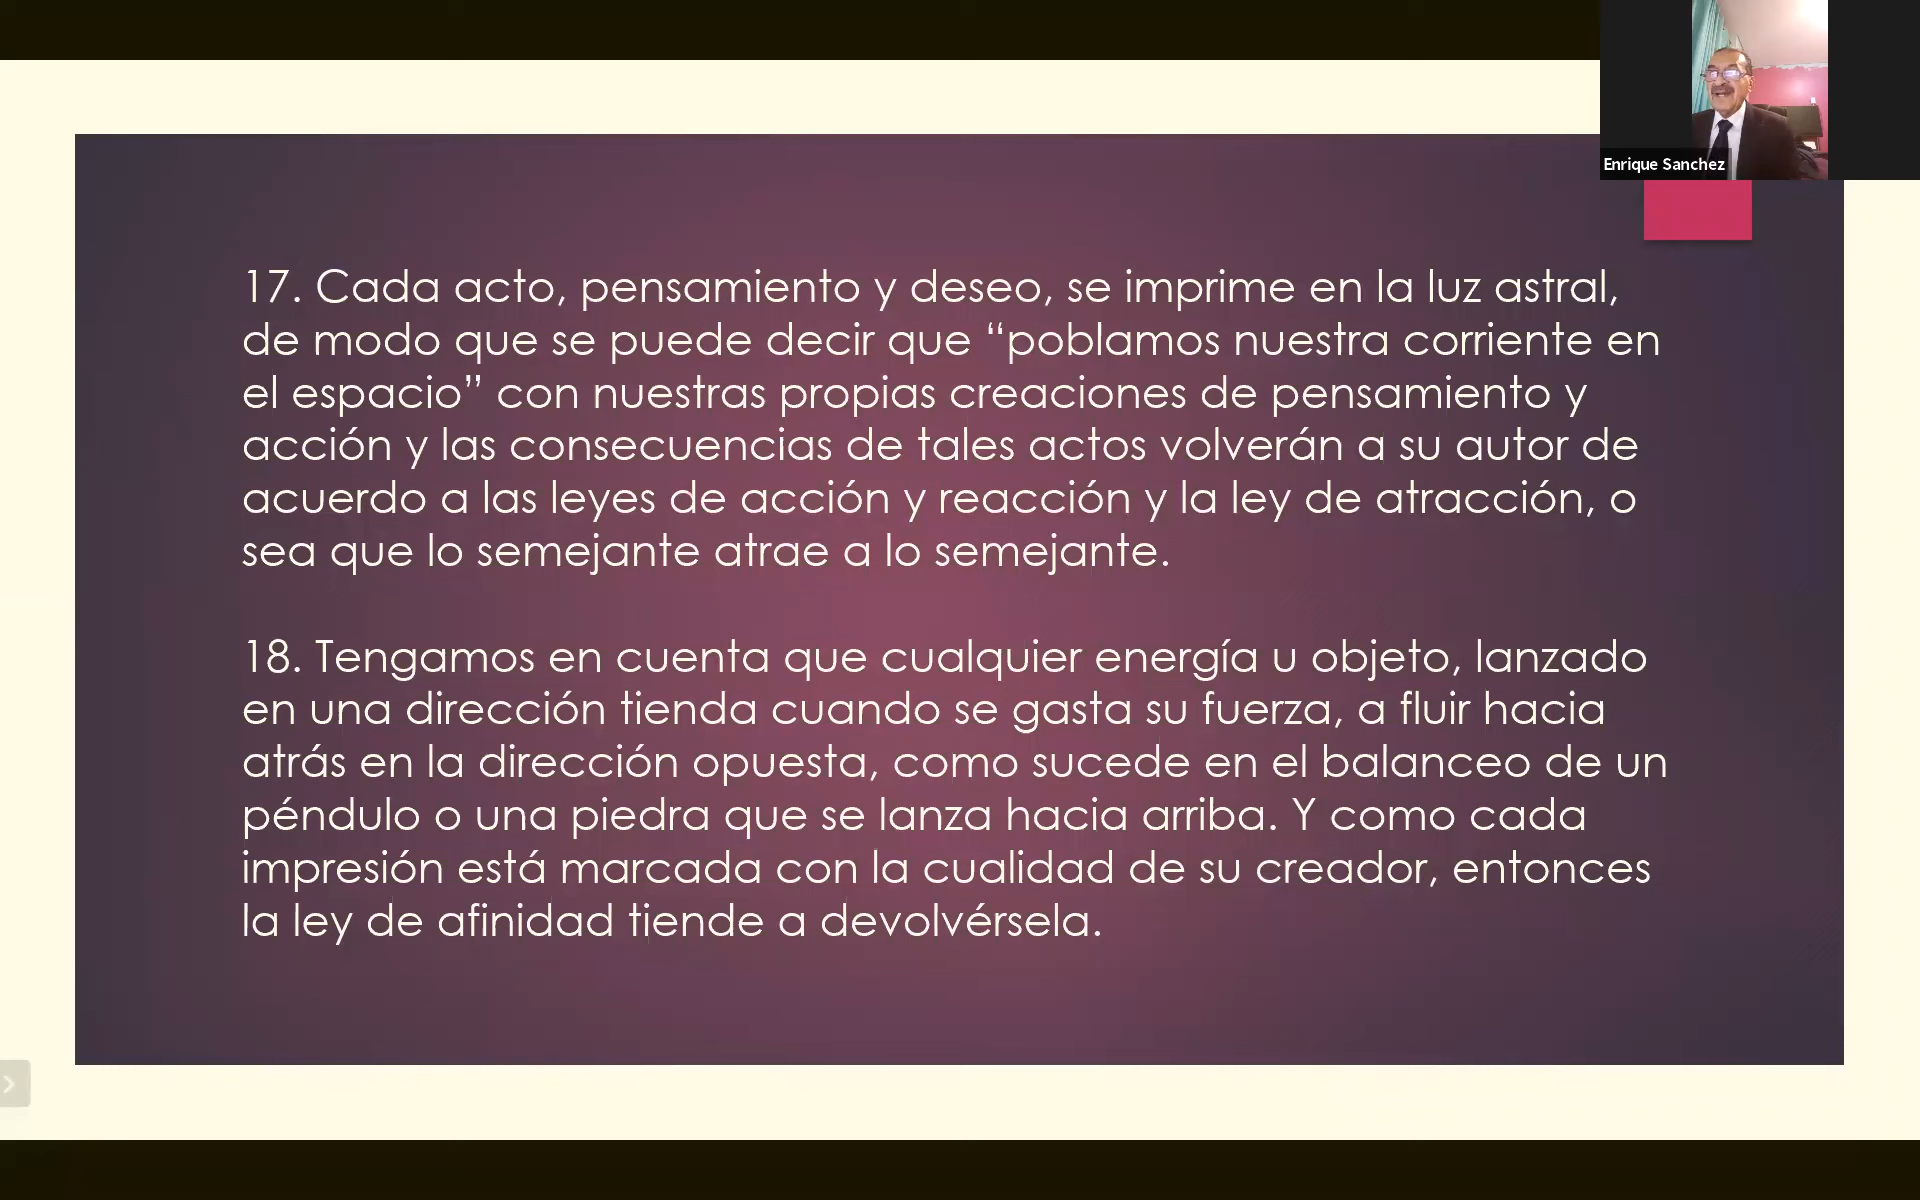 Enrique Sanchez
17. Cada acto, pensamiento y deseo, se imprime en la luz astral,
de modo que se puede decir que “poblamos nuestra corriente en
el espacio” con nuestras propias creaciones de pensamiento y
acción y las consecuencias de tales actos volverán a su autor de
acuerdo a las leyes de acción y reacción y la ley de atracción, o
sea que lo semejante atrae a lo semejante.
18. Tengamos en cuenta que cualquier energía u objeto, lanzado
en una dirección tienda cuando se gasta su fuerza, a fluir hacia
atrás en la dirección opuesta, como sucede en el balanceo de un
péndulo o una piedra que se lanza hacia arriba. Y como cada
impresión está marcada con la cualidad de su creador, entonces
la ley de afinidad tiende a devolvérsela.